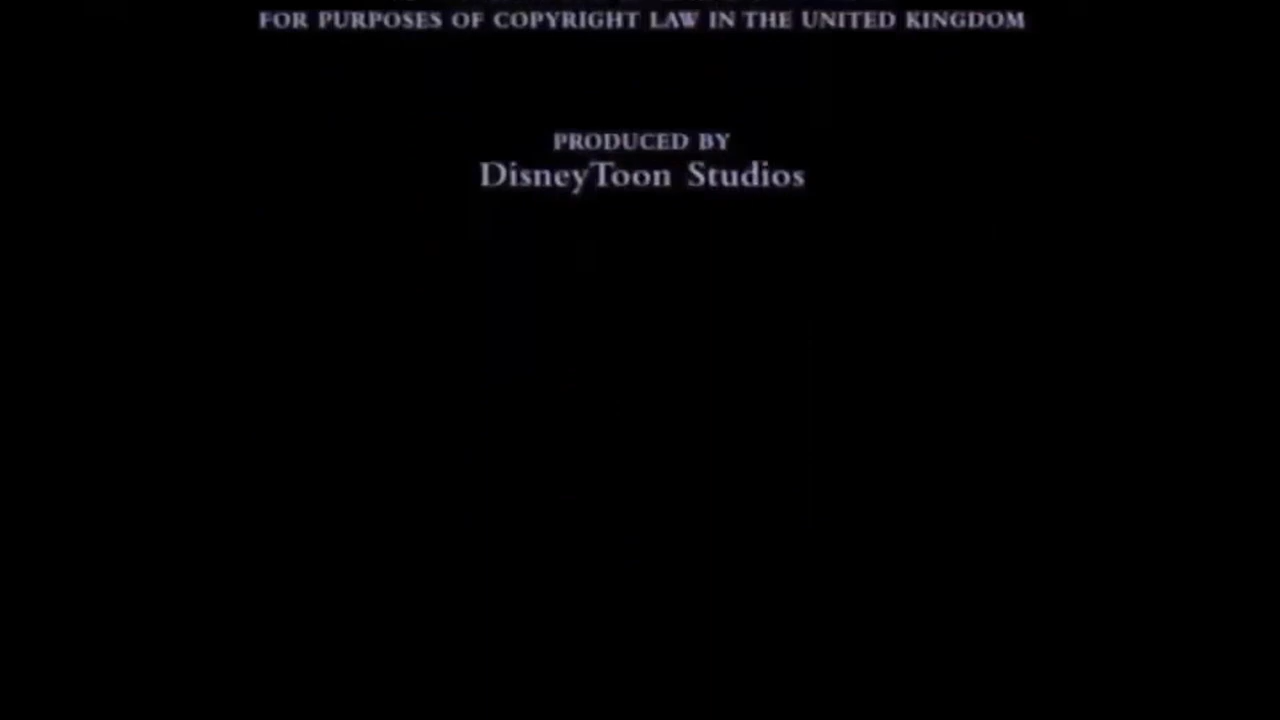 FOR PURPOSES OF COPYRIGHT LAW IN THE UNITED KINGDOM
PRODUCED BY
DisneyToon Studios